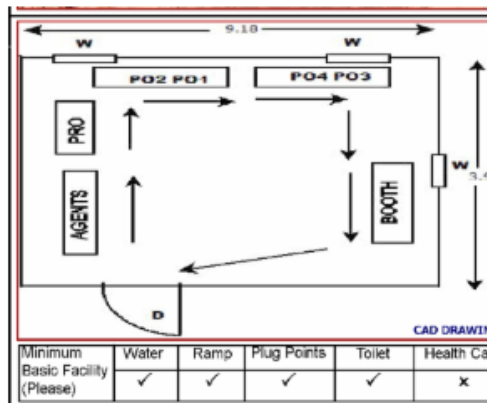 9.18
W W
PO2 PO1 PO4 PO3
PRO
W
AGENTS
BOOTH
D
CAD DRAWIN
Minimum Basic Facility (Please) Water Ramp Plug Points Toilet Health Ca
✓ ✓ ✓ ✓ x